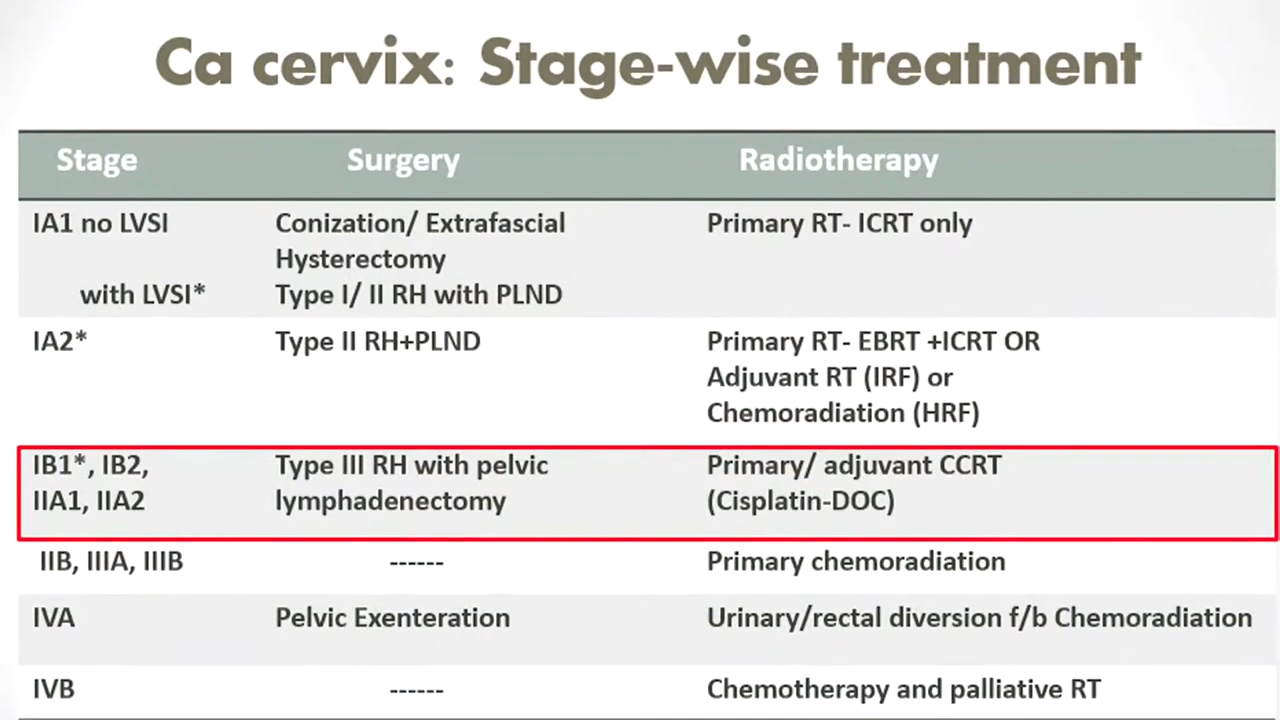 Ca cervix: Stage-wise treatment
Stage Surgery Radiotherapy
IA1 no LVSI Conization/ Extrafascial Primary RT- ICRT only
Hysterectomy
with LVSI* Type I/ II RH with PLND
IA2* Type II RH+PLND Primary RT- EBRT +ICRT OR
Adjuvant RT (IRF) or
Chemoradiation (HRF)
IB1*, IB2, Type III RH with pelvic Primary/ adjuvant CCRT
IIA1, IIA2 lymphadenectomy (Cisplatin-DOC)
IIB, IIIA, IIIB ------ Primary chemoradiation
IVA Pelvic Exenteration Urinary/rectal diversion f/b Chemoradiation
IVB ------ Chemotherapy and palliative RT